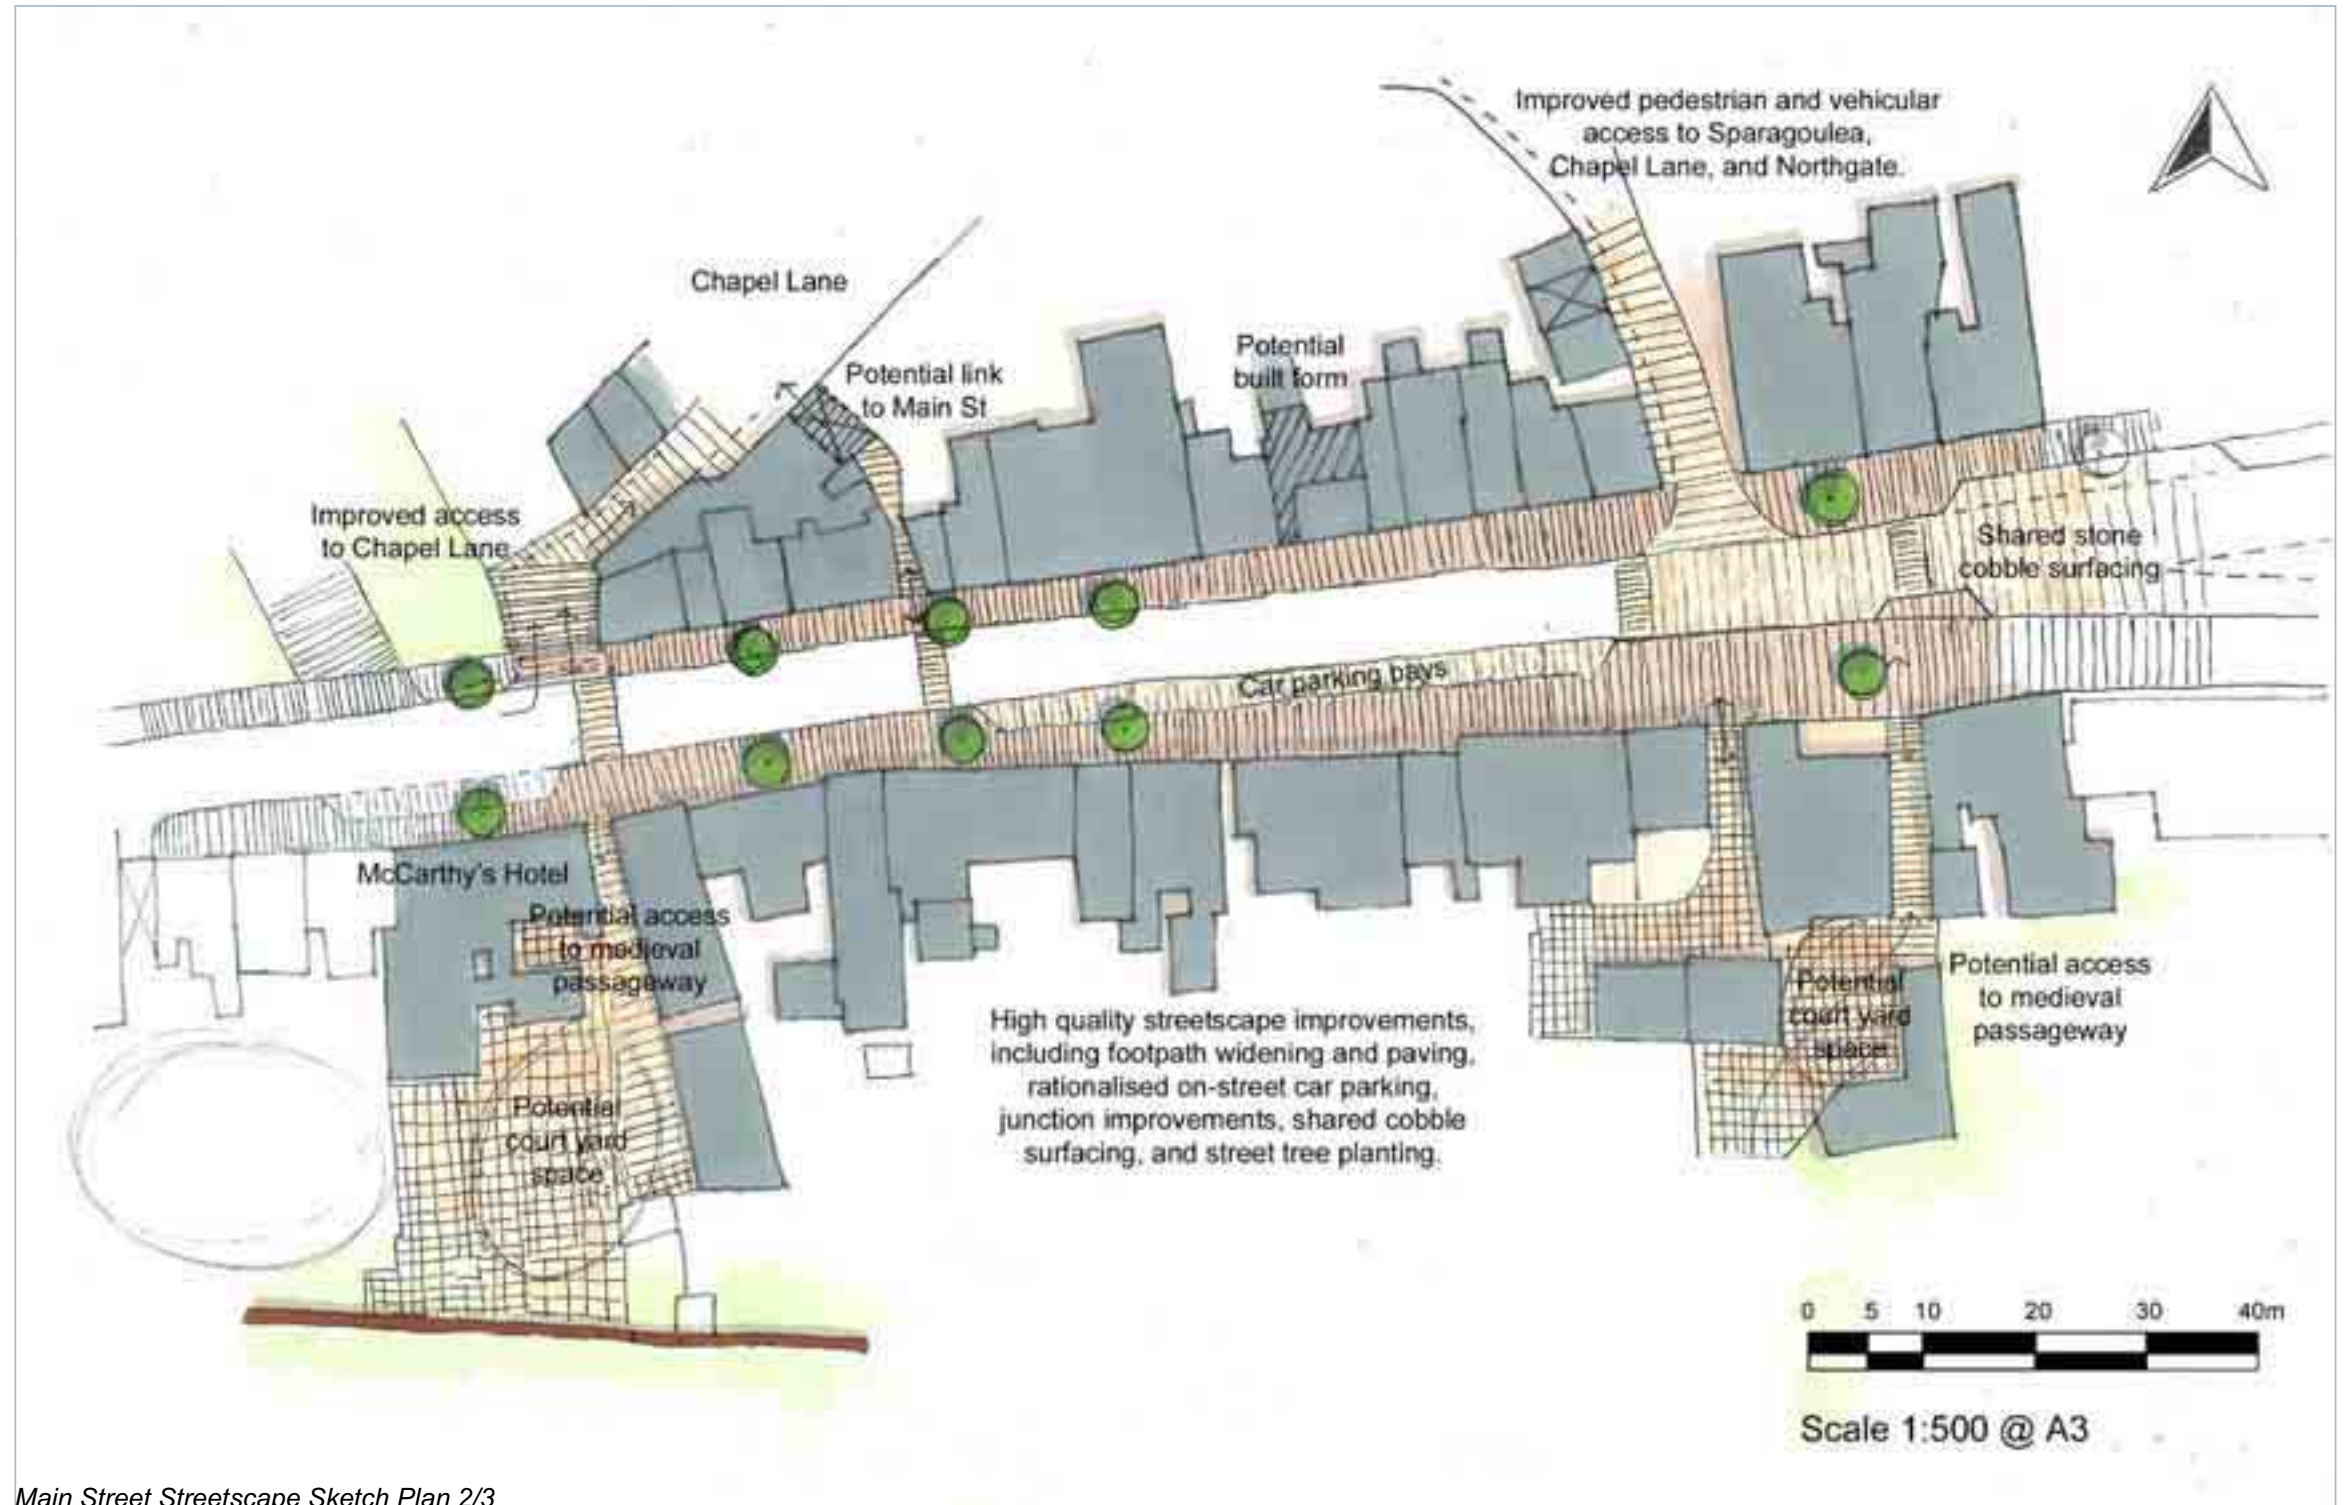 Improved pedestrian and vehicular
access to Sparagoulea,
Chapel Lane, and Northgate.
Chapel Lane
Potential link
to Main St
Potential
built form
Improved access
to Chapel Lane
Shared stone
cobble surfacing
Car parking bays
McCarthy's Hotel
Potential access
to medieval
passageway
Potential
court yard
space
High quality streetscape improvements,
including footpath widening and paving,
rationalised on-street car parking,
junction improvements, shared cobble
surfacing, and street tree planting.
Potential
court yard
space
Potential access
to medieval
passageway
0 5 10 20 30 40m
Scale 1:500 @ A3
Main Street Streetscape Sketch Plan 2/3